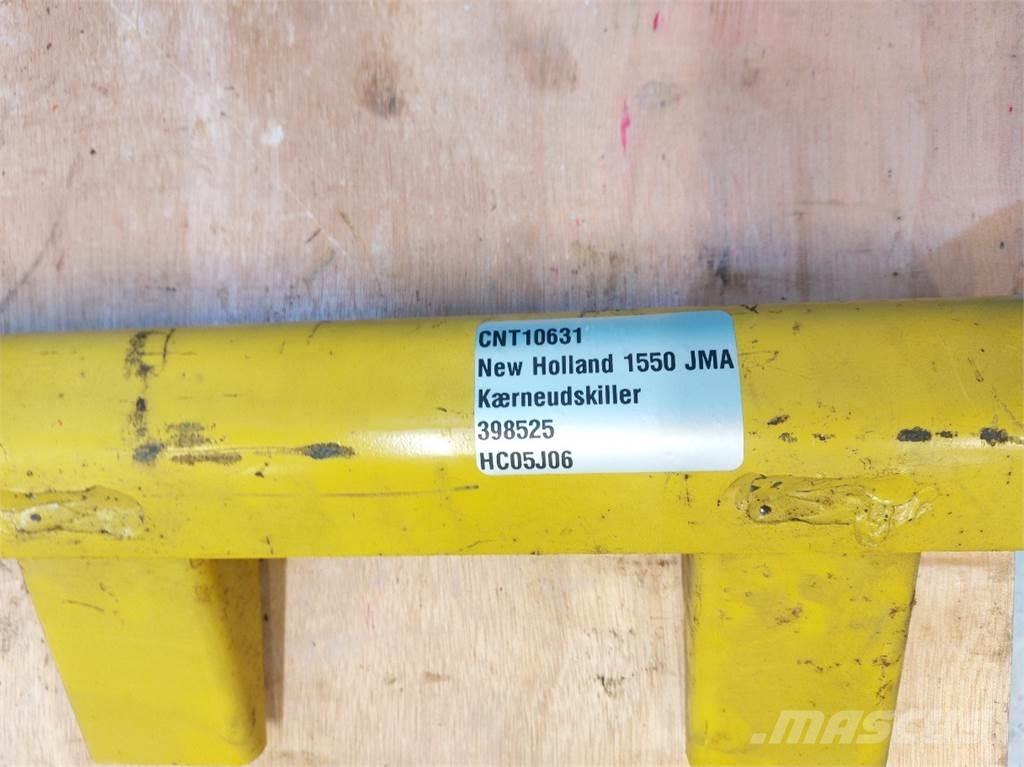 CNT10631
New Holland 1550 JMA
Kærneudskiller
398525
HC05J06
MASCUS